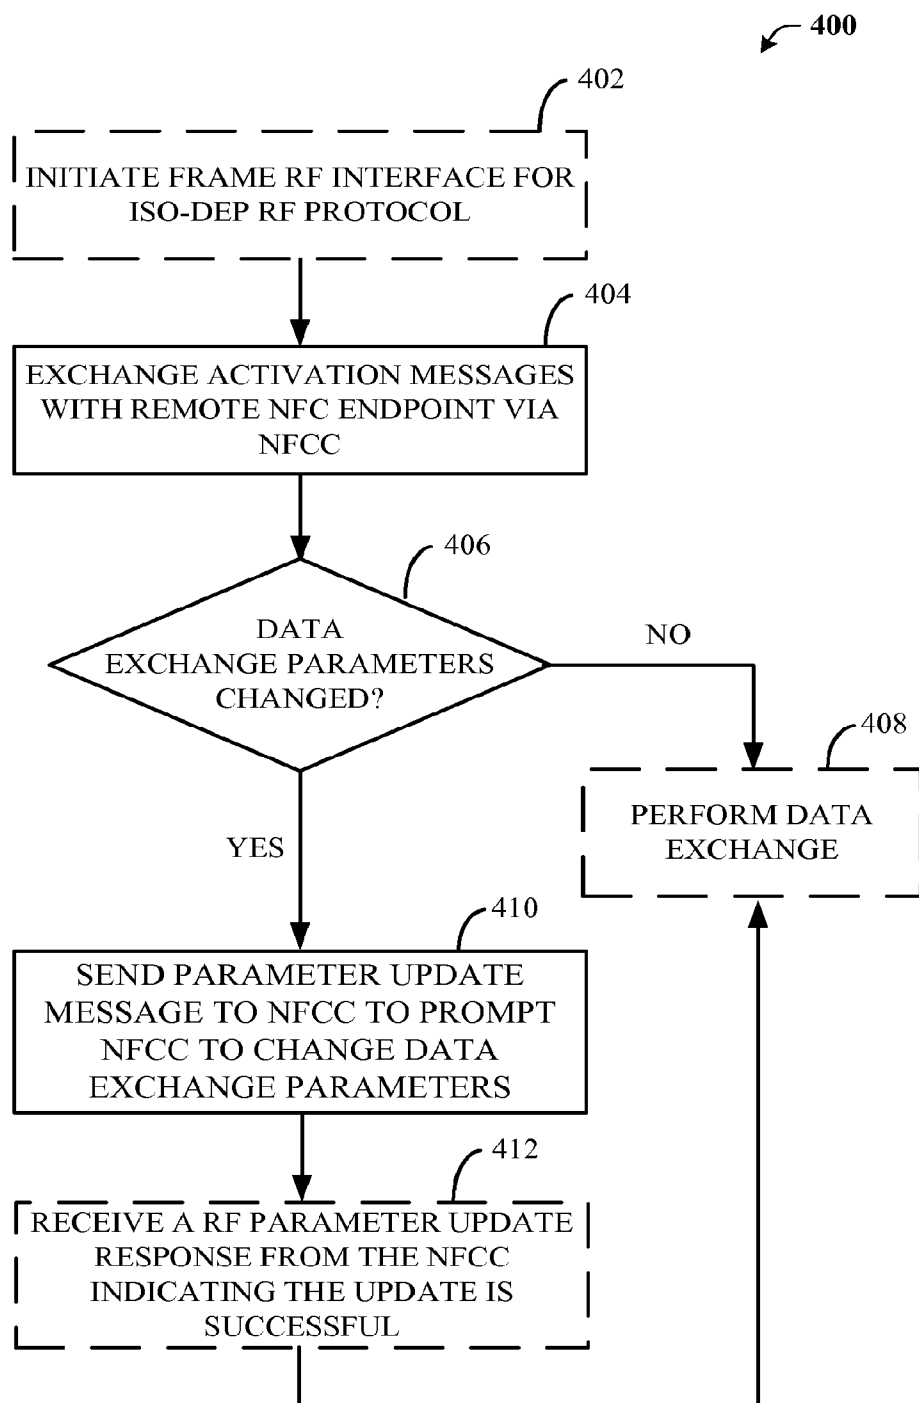 400
402
INITIATE FRAME RF INTERFACE FOR
ISO-DEP RF PROTOCOL
404
EXCHANGE ACTIVATION MESSAGES
WITH REMOTE NFC ENDPOINT VIA
NFCC
406
DATA
EXCHANGE PARAMETERS
CHANGED?
NO
408
PERFORM DATA
EXCHANGE
YES
410
SEND PARAMETER UPDATE
MESSAGE TO NFCC TO PROMPT
NFCC TO CHANGE DATA
EXCHANGE PARAMETERS
412
RECEIVE A RF PARAMETER UPDATE
RESPONSE FROM THE NFCC
INDICATING THE UPDATE IS
SUCCESSFUL